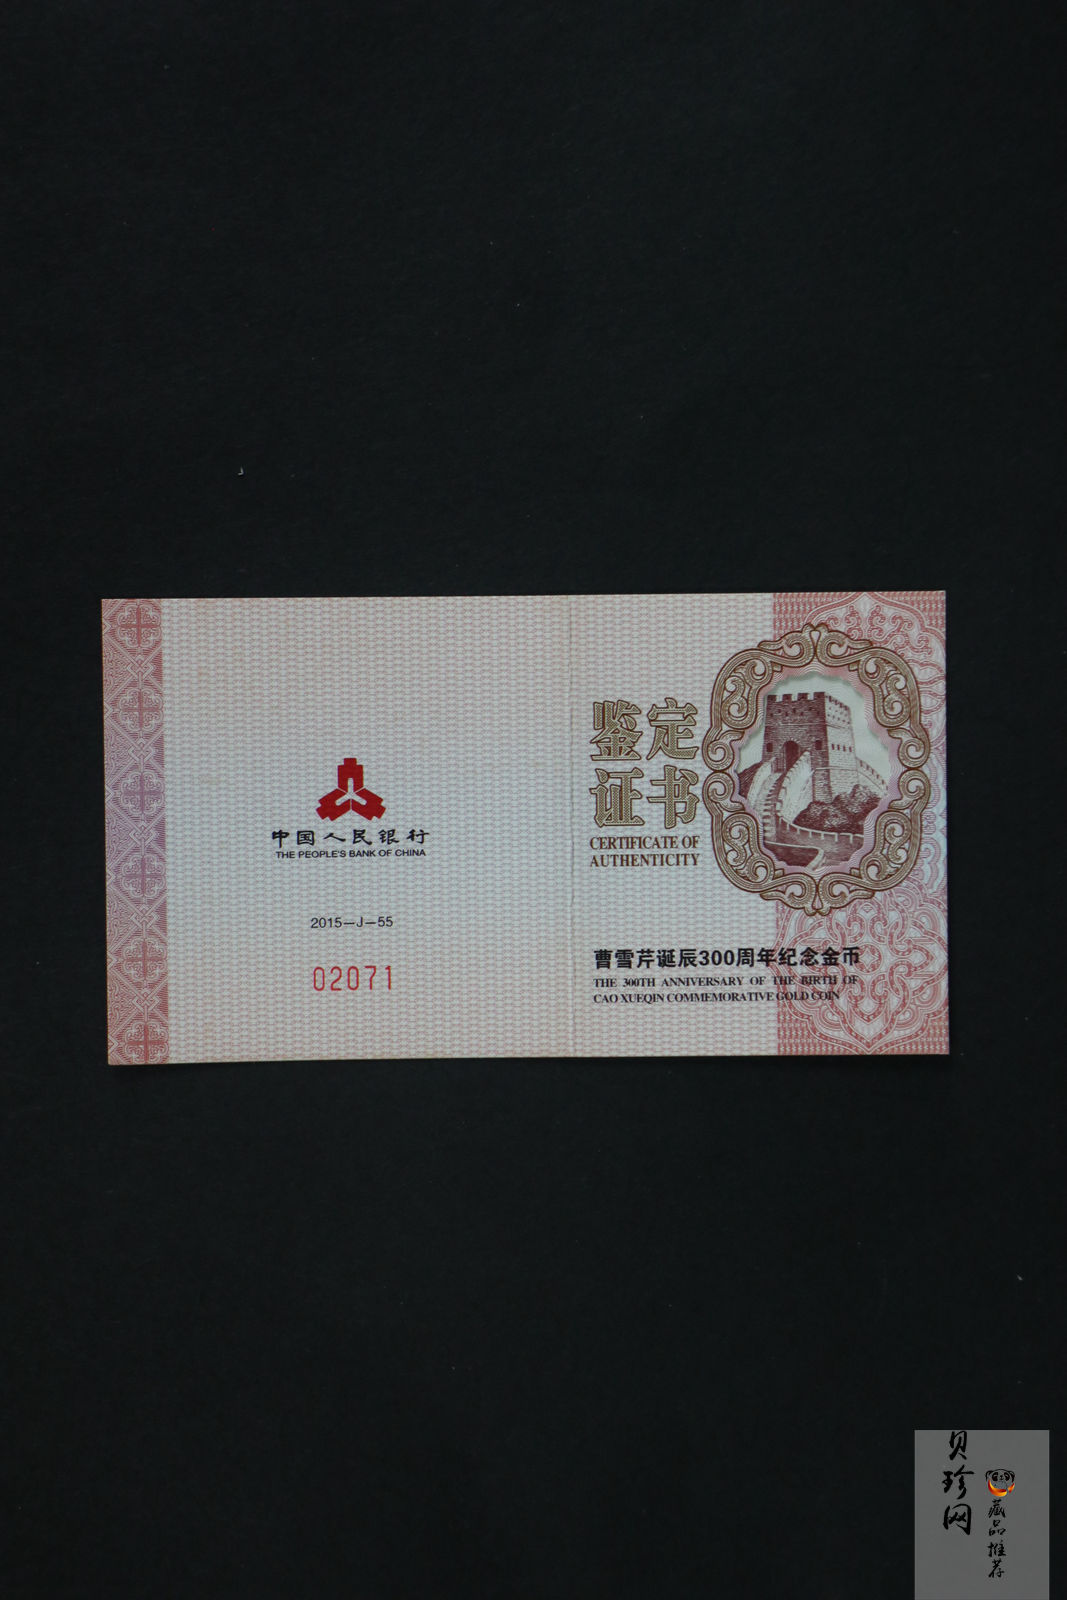 中国人民银行
THE PEOPLE'S BANK OF CHINA
2015—J—55
02071
鉴定
证书
CERTIFICATE OF
AUTHENTICITY
曹雪芹诞辰300周年纪念金币
THE 300TH ANNIVERSARY OF THE BIRTH OF
CAO XUEQIN COMMEMORATIVE GOLD COIN
贝珍网
藏品推荐